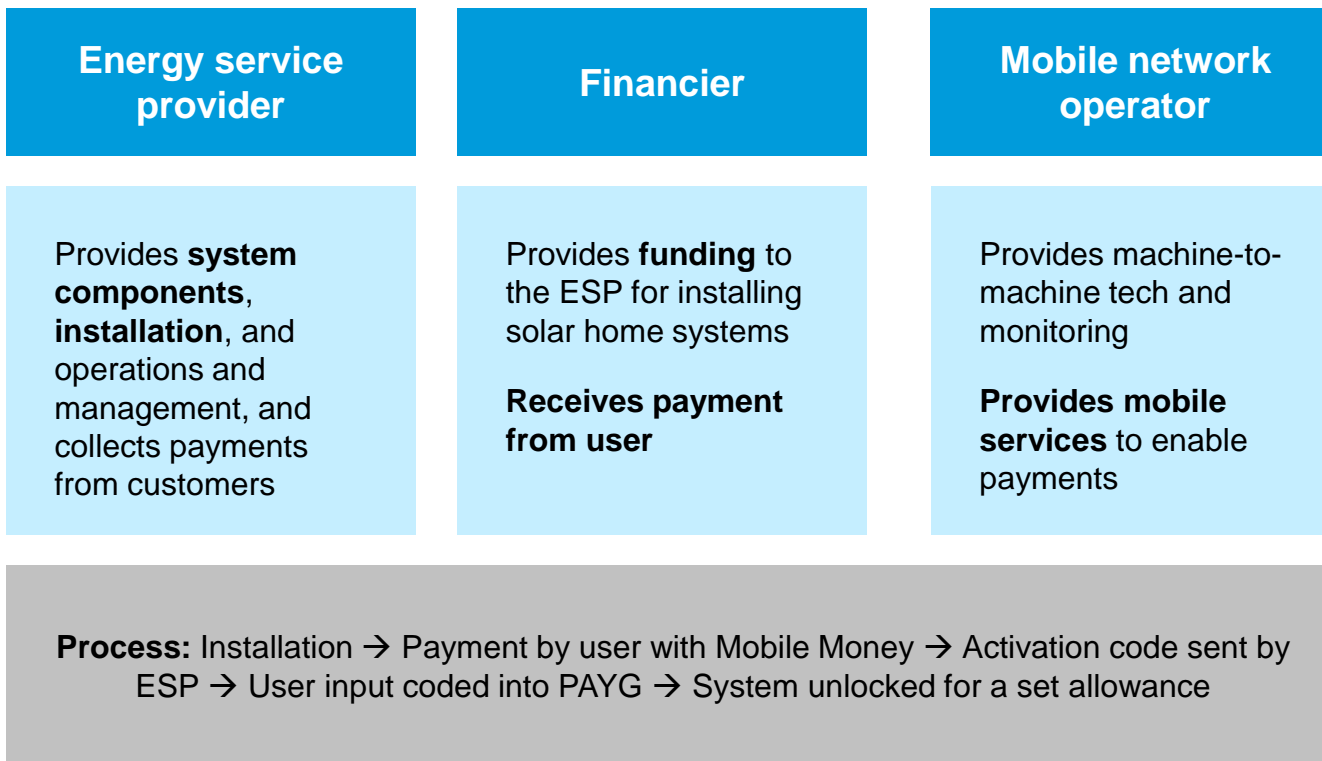 Energy service
provider
Financier
Mobile network
operator
Provides system
components,
installation, and
operations and
management, and
collects payments
from customers
Provides funding to
the ESP for installing
solar home systems
Receives payment
from user
Provides machine-to-
machine tech and
monitoring
Provides mobile
services to enable
payments
Process: Installation → Payment by user with Mobile Money → Activation code sent by
ESP → User input coded into PAYG → System unlocked for a set allowance